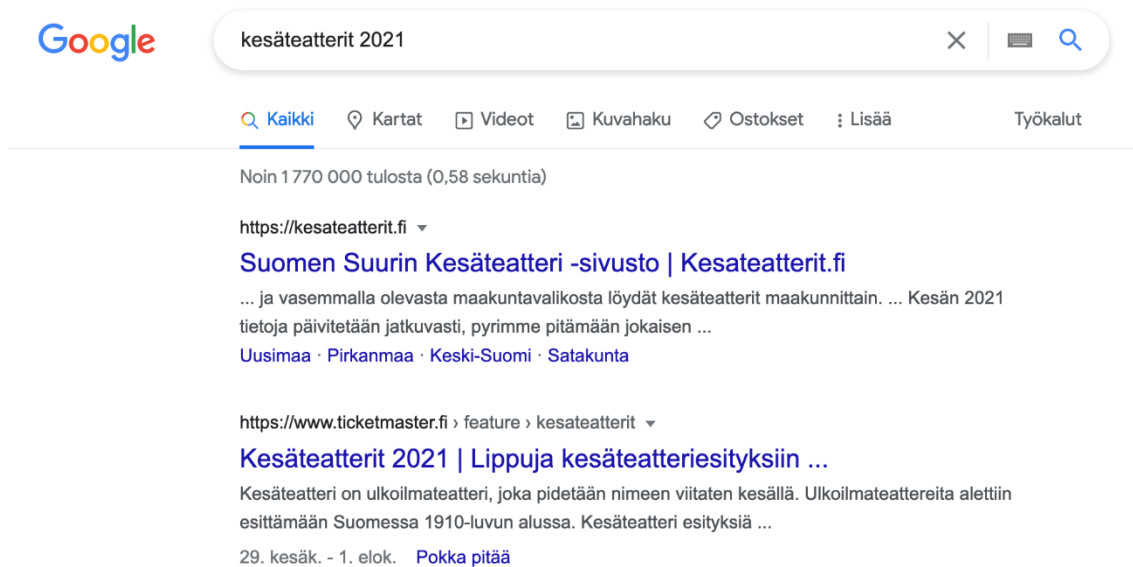 Google
kesäteatterit 2021
Kaikki Kartat Videot Kuvahaku Ostokset Lisää Työkalut
Noin 1 770 000 tulosta (0,58 sekuntia)
https://kesateatterit.fi
Suomen Suurin Kesäteatteri -sivusto | Kesateatterit.fi
... ja vasemmalla olevasta maakuntavalikosta löydät kesäteatterit maakunnittain. ... Kesän 2021
tietoja päivitetään jatkuvasti, pyrimme pitämään jokaisen ...
Uusimaa · Pirkanmaa · Keski-Suomi · Satakunta
https://www.ticketmaster.fi › feature › kesateatterit
Kesäteatterit 2021 | Lippuja kesäteatteriesityksiin ...
Kesäteatteri on ulkoilmateatteri, joka pidetään nimeen viitaten kesällä. Ulkoilmateattereita alettiin
esittämään Suomessa 1910-luvun alussa. Kesäteatteri esityksiä ...
29. kesäk. - 1. elok. Pokka pitää